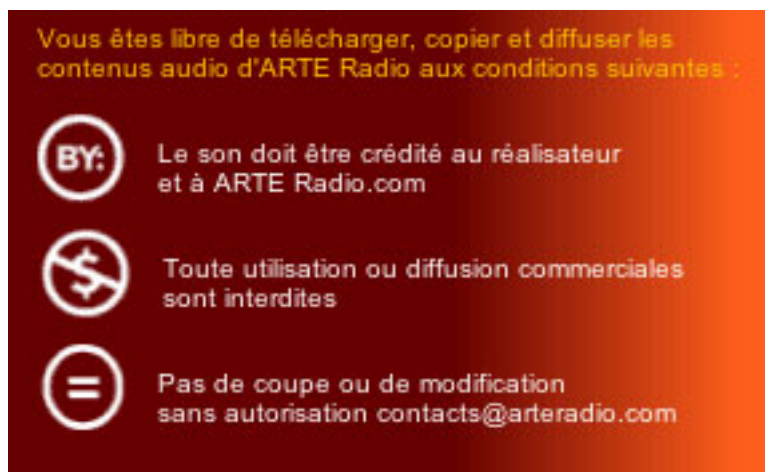 Vous êtes libre de télécharger, copier et diffuser les
contenus audio d'ARTE Radio aux conditions suivantes :
BY:
Le son doit être crédité au réalisateur
et à ARTE Radio.com
$
Toute utilisation ou diffusion commerciales
sont interdites
=
Pas de coupe ou de modification
sans autorisation contacts@arteradio.com